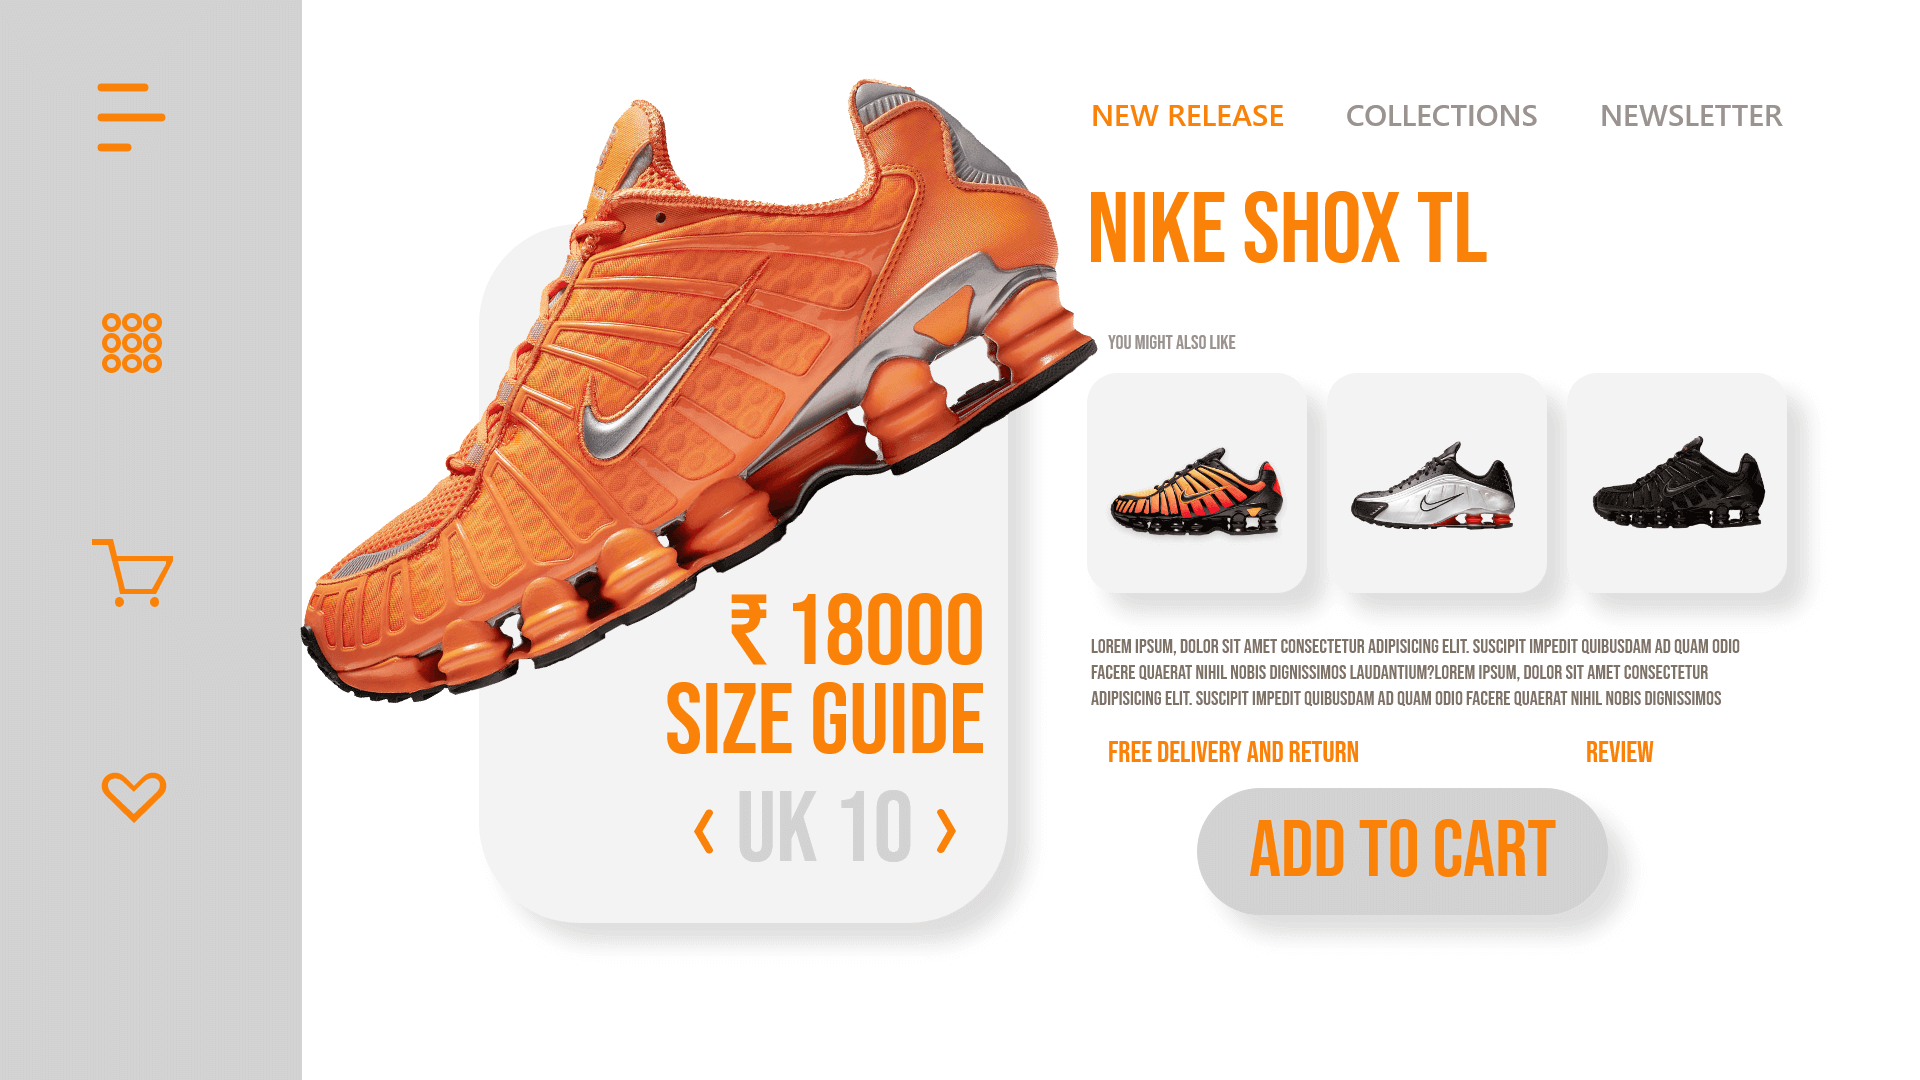 NEW RELEASE COLLECTIONS NEWSLETTER
NIKE SHOX TL
YOU MIGHT ALSO LIKE
₹ 18000
SIZE GUIDE
‹ UK 10 ›
LOREM IPSUM, DOLOR SIT AMET CONSECTETUR ADIPISICING ELIT. SUSCIPIT IMPEDIT QUIBUSDAM AD QUAM ODIO
FACERE QUAERAT NIHIL NOBIS DIGNISSIMOS LAUDANTIUM?LOREM IPSUM, DOLOR SIT AMET CONSECTETUR
ADIPISICING ELIT. SUSCIPIT IMPEDIT QUIBUSDAM AD QUAM ODIO FACERE QUAERAT NIHIL NOBIS DIGNISSIMOS
FREE DELIVERY AND RETURN REVIEW
ADD TO CART